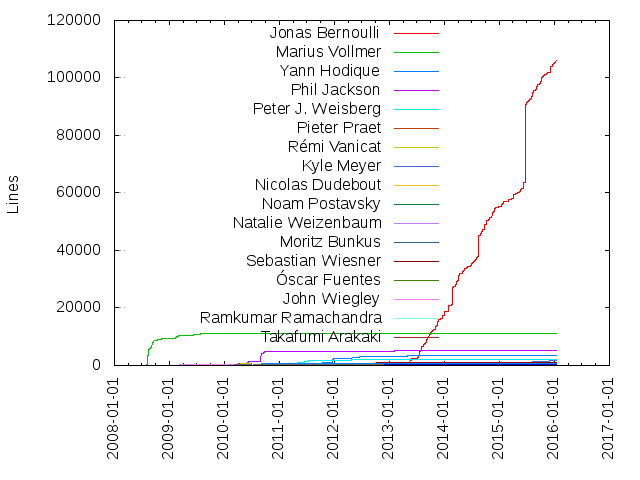 120000
100000
80000
60000
40000
20000
0
Lines
Jonas Bernoulli
Marius Vollmer
Yann Hodique
Phil Jackson
Peter J. Weisberg
Pieter Praet
Rémi Vanicat
Kyle Meyer
Nicolas Dudebout
Noam Postavsky
Natalie Weizenbaum
Moritz Bunkus
Sebastian Wiesner
Óscar Fuentes
John Wiegley
Ramkumar Ramachandra
Takafumi Arakaki
2008-01-01
2009-01-01
2010-01-01
2011-01-01
2012-01-01
2013-01-01
2014-01-01
2015-01-01
2016-01-01
2017-01-01